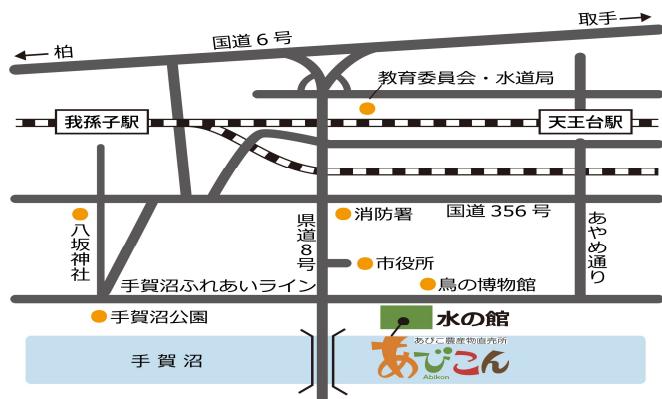 取手
柏
国道6号
教育委員会・水道局
我孫子駅
天王台駅
消防署
国道356号
八坂神社
県道8号
あやめ通り
市役所
手賀沼ふれあいライン
鳥の博物館
手賀沼公園
水の館
あびこ農産物直売所
あびこん
Abikon
手賀沼